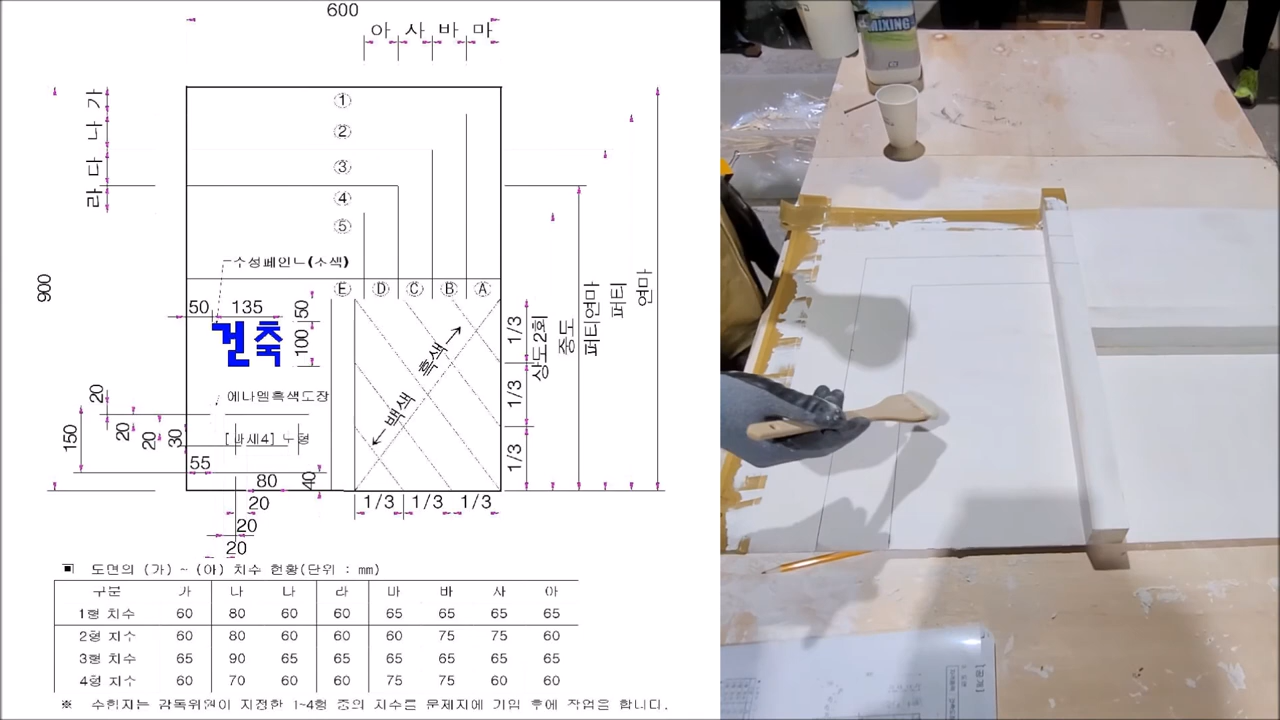 600
아 사 바 마
가
나
다
라
①
②
③
④
⑤
수성페인트(조색)
Ⓔ Ⓓ Ⓒ Ⓑ Ⓐ
900
50 135 50
건축
100
에나멜흑색도장
20
150
20 20 30
55
80 40
20
20
20
흑색
백색
1/3
1/3
1/3
1/3 1/3 1/3
상도2회
중도
퍼티연마
퍼티
연마
▣ 도면의 (가) ~ (아) 치수 현황(단위 : mm)
구분 가 나 나 라 마 바 사 아
1형 치수 60 80 60 60 65 65 65 65
2형 치수 60 80 60 60 60 75 75 60
3형 치수 65 90 65 65 65 65 65 65
4형 치수 60 70 60 60 75 75 60 60
※ 수험자는 감독위원이 지정한 1~4형 중의 치수를 문제지에 기입 후에 작업을 합니다.
MIXING